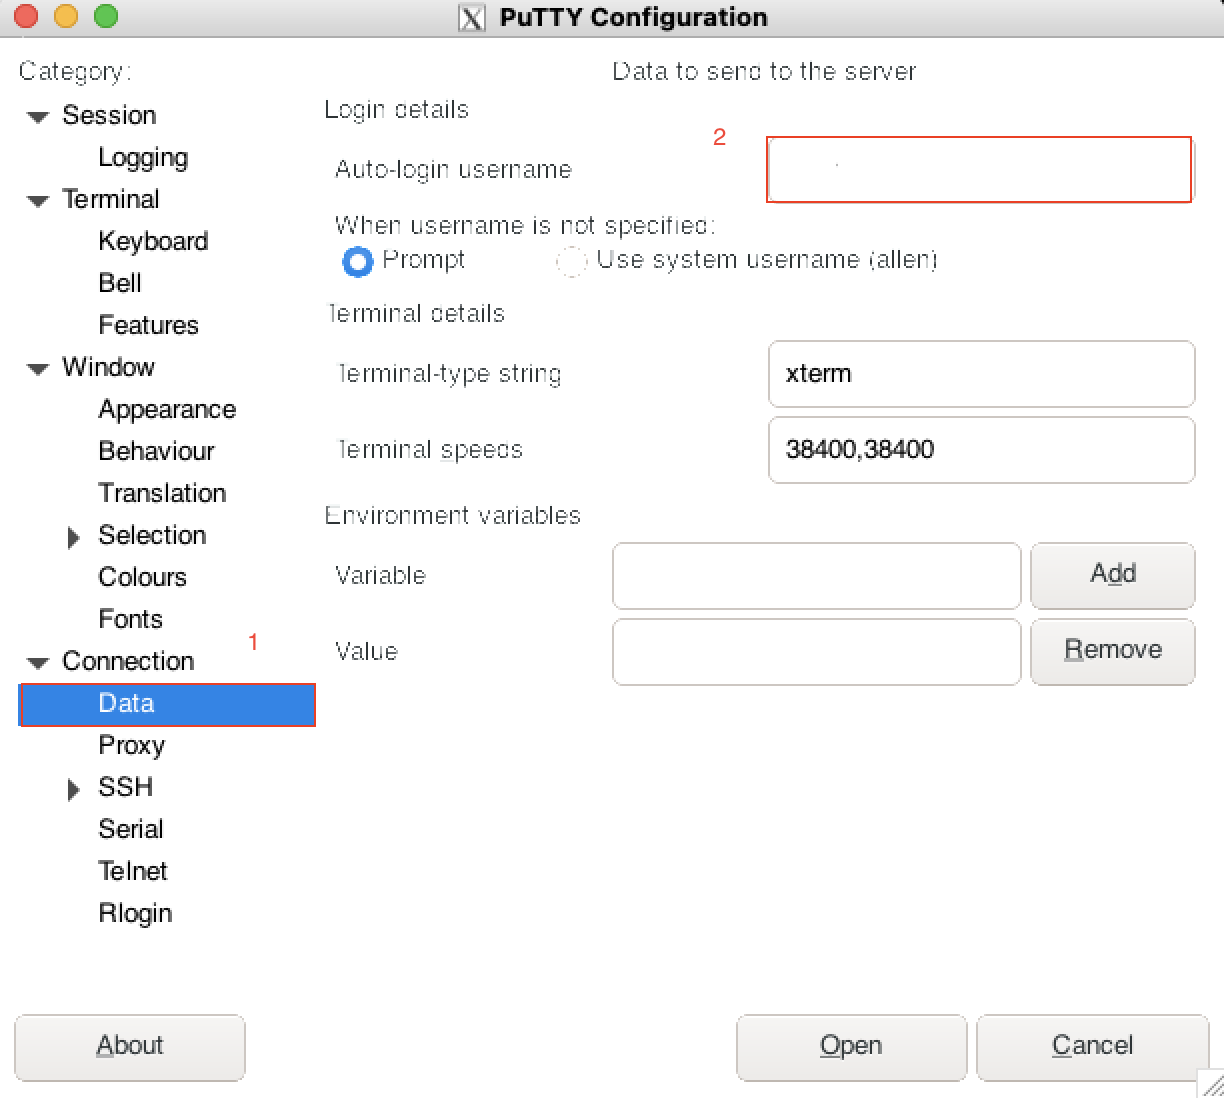 PuTTY Configuration
Category:
Session
Logging
Terminal
Keyboard
Bell
Features
Window
Appearance
Behaviour
Translation
Selection
Colours
Fonts
1
Connection
Data
Proxy
SSH
Serial
Telnet
Rlogin
Data to send to the server
Login details
2
Auto-login username
When username is not specified:
Prompt Use system username (allen)
Terminal details
Terminal-type string xterm
Terminal speeds 38400,38400
Environment variables
Variable Add
Value Remove
About Open Cancel